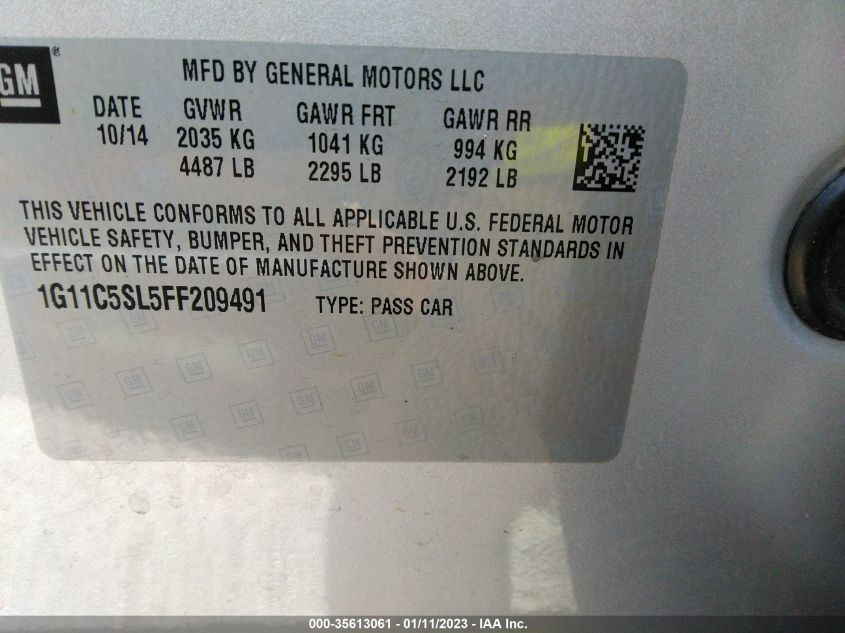 GM®
MFD BY GENERAL MOTORS LLC
DATE GVWR GAWR FRT GAWR RR
10/14 2035 KG 1041 KG 994 KG
4487 LB 2295 LB 2192 LB
THIS VEHICLE CONFORMS TO ALL APPLICABLE U.S. FEDERAL MOTOR
VEHICLE SAFETY, BUMPER, AND THEFT PREVENTION STANDARDS IN
EFFECT ON THE DATE OF MANUFACTURE SHOWN ABOVE.
1G11C5SL5FF209491 TYPE: PASS CAR
000-35613061 - 01/11/2023 - IAA Inc.